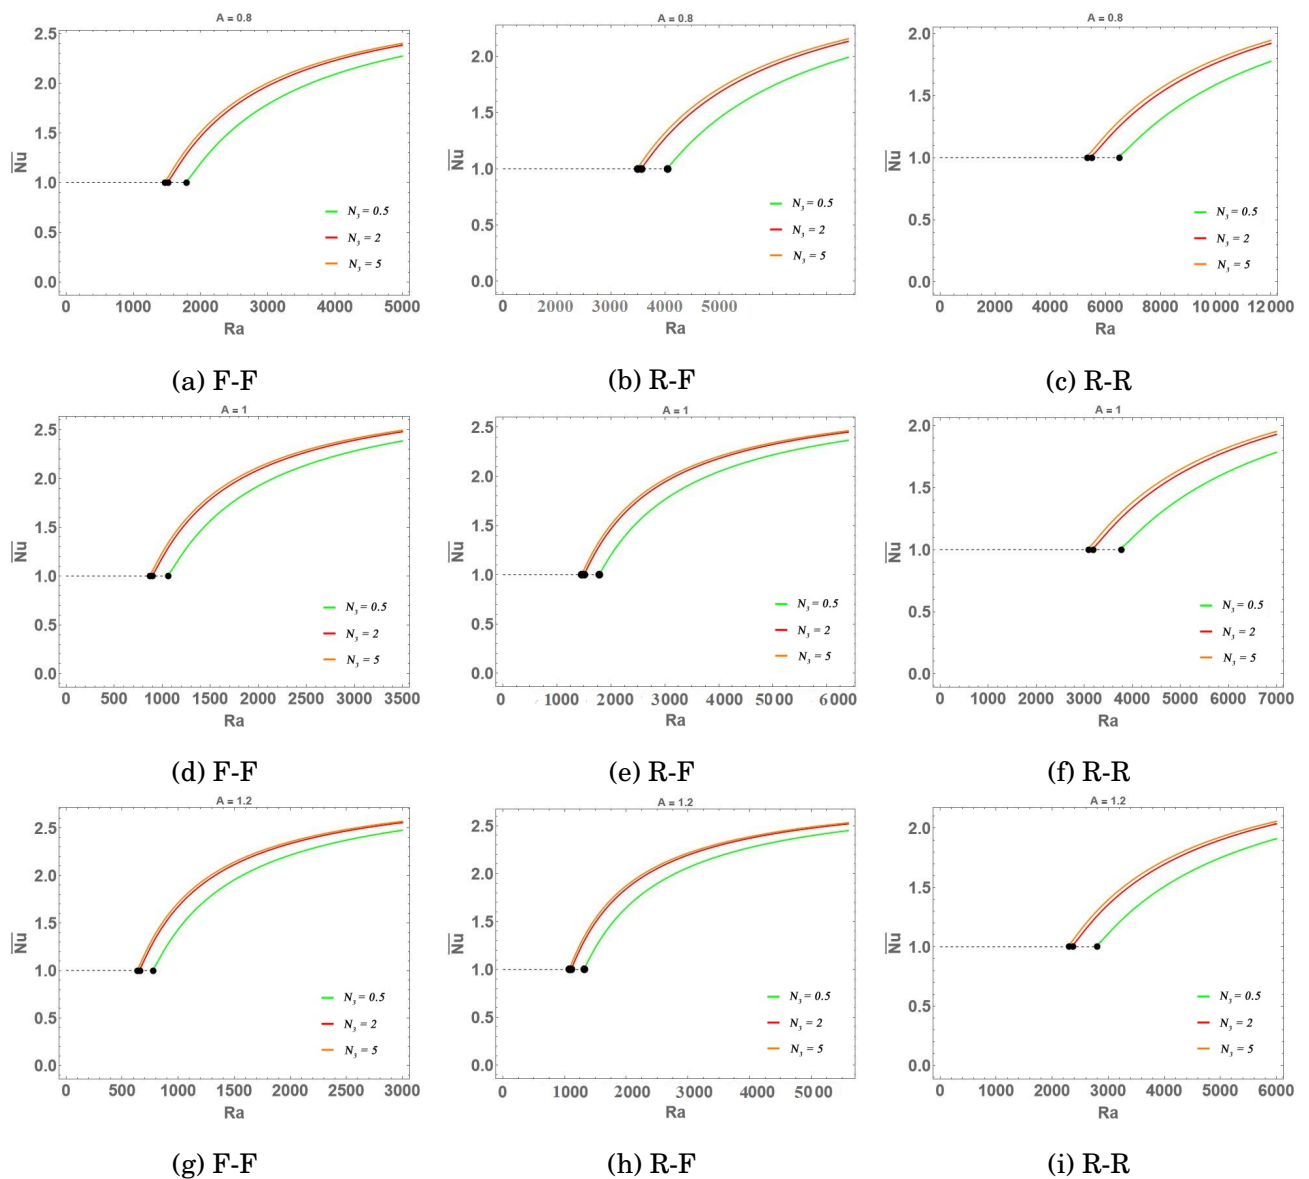 A = 0.8
2.5
2.0
1.5
1.0
0.5
0.0
Nu
N3 = 0.5
N3 = 2
N3 = 5
0 1000 2000 3000 4000 5000
Ra
(a) F-F
A = 0.8
2.0
1.5
1.0
0.5
0.0
Nu
N3 = 0.5
N3 = 2
N3 = 5
0 2000 3000 4000 5000
Ra
(b) R-F
A = 0.8
2.0
1.5
1.0
0.5
0.0
Nu
N3 = 0.5
N3 = 2
N3 = 5
0 2000 4000 6000 8000 10000 12000
Ra
(c) R-R
A = 1
2.5
2.0
1.5
1.0
0.5
0.0
Nu
N3 = 0.5
N3 = 2
N3 = 5
0 500 1000 1500 2000 2500 3000 3500
Ra
(d) F-F
A = 1
2.5
2.0
1.5
1.0
0.5
0.0
Nu
N3 = 0.5
N3 = 2
N3 = 5
0 1000 2000 3000 4000 5000 6000
Ra
(e) R-F
A = 1
2.0
1.5
1.0
0.5
0.0
Nu
N3 = 0.5
N3 = 2
N3 = 5
0 1000 2000 3000 4000 5000 6000 7000
Ra
(f) R-R
A = 1.2
2.5
2.0
1.5
1.0
0.5
0.0
Nu
N3 = 0.5
N3 = 2
N3 = 5
0 500 1000 1500 2000 2500 3000
Ra
(g) F-F
A = 1.2
2.5
2.0
1.5
1.0
0.5
0.0
Nu
N3 = 0.5
N3 = 2
N3 = 5
0 1000 2000 3000 4000 5000
Ra
(h) R-F
A = 1.2
2.0
1.5
1.0
0.5
0.0
Nu
N3 = 0.5
N3 = 2
N3 = 5
0 1000 2000 3000 4000 5000 6000
Ra
(i) R-R